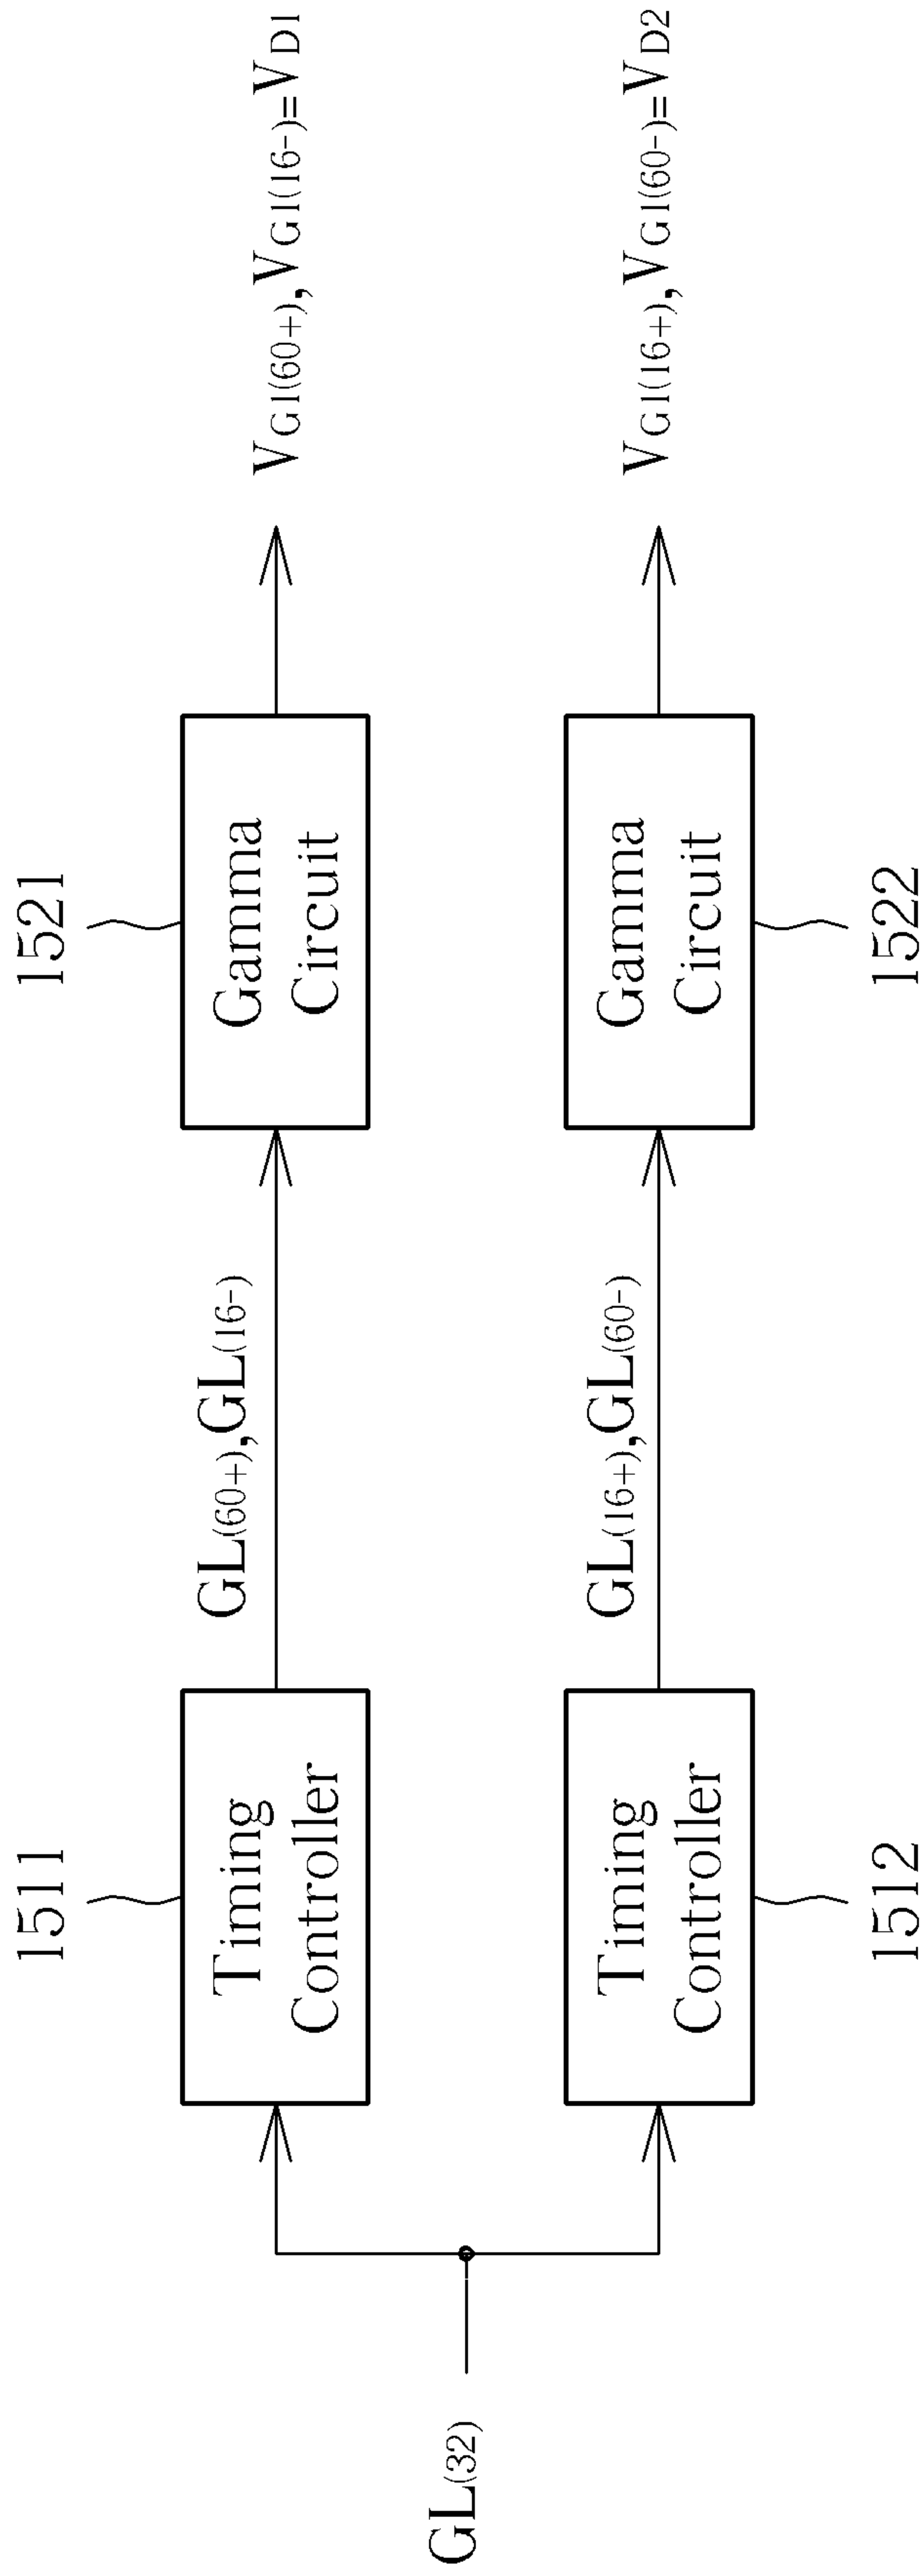 1511
1521
Timing
Controller
GL(60+),GL(16-)
Gamma
Circuit
VG1(60+),VG1(16-)=VD1
GL(32)
Timing
Controller
GL(16+),GL(60-)
Gamma
Circuit
VG1(16+),VG1(60-)=VD2
1512
1522